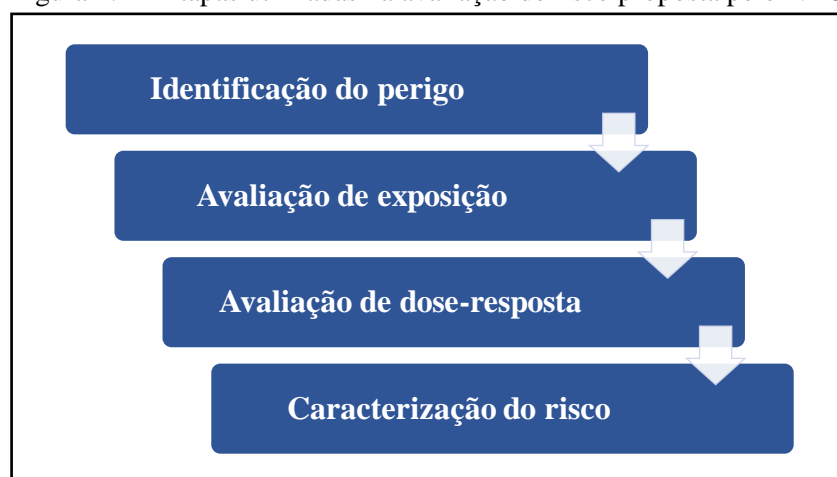 Identificação do perigo
Avaliação de exposição
Avaliação de dose-resposta
Caracterização do risco